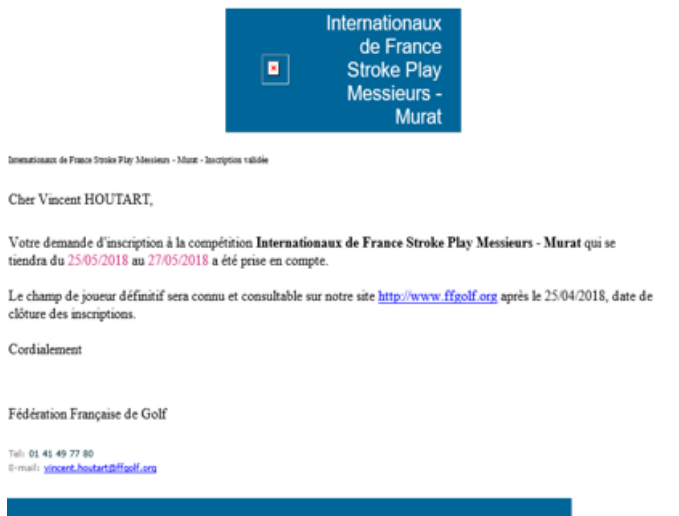 Internationaux
de France
Stroke Play
Messieurs -
Murat
Internationaux de France Stroke Play Messieurs - Murat - Inscription validée
Cher Vincent HOUTART,
Votre demande d'inscription à la compétition Internationaux de France Stroke Play Messieurs - Murat qui se
tiendra du 25/05/2018 au 27/05/2018 a été prise en compte.
Le champ de joueur définitif sera connu et consultable sur notre site http://www.ffgolf.org après le 25/04/2018, date de
clôture des inscriptions.
Cordialement
Fédération Française de Golf
Tel: 01 41 49 77 80
E-mail: vincent.houtart@ffgolf.org